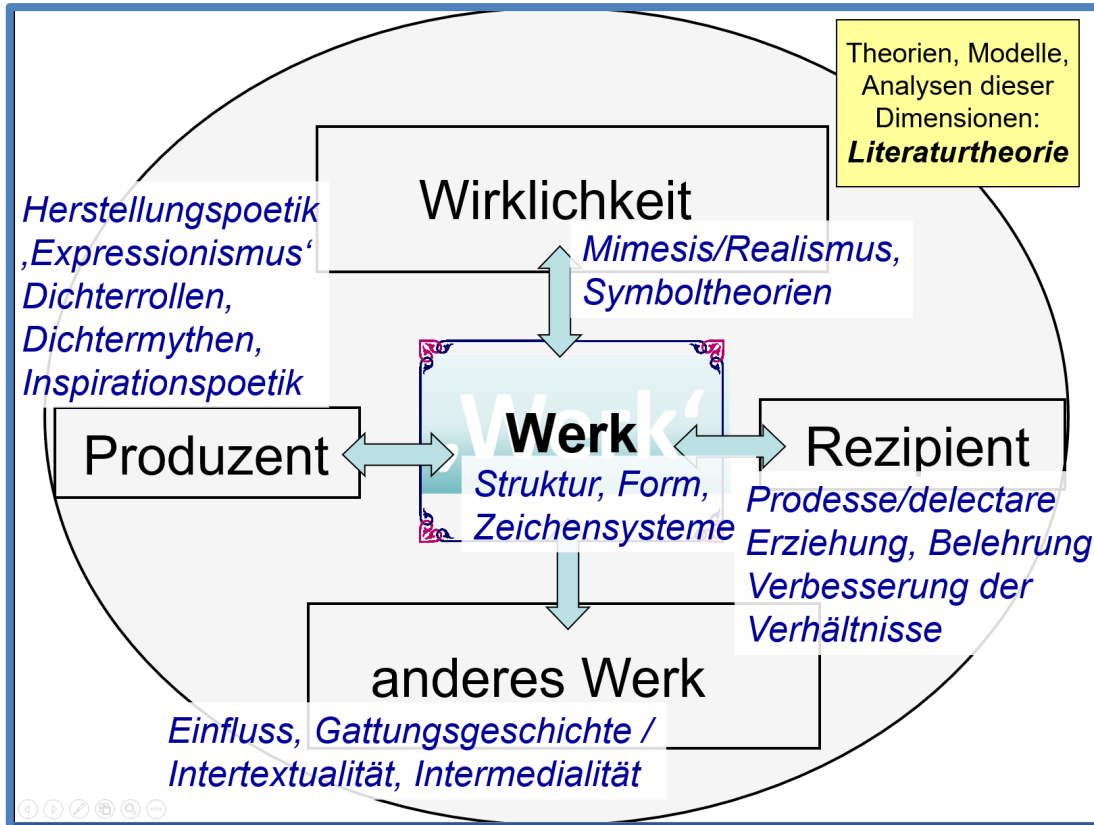 Theorien, Modelle,
Analysen dieser
Dimensionen:
Literaturtheorie
Wirklichkeit
Mimesis/Realismus,
Symboltheorien
Herstellungspoetik
‚Expressionismus‘
Dichterrollen,
Dichtermythen,
Inspirationspoetik
Produzent
‚Werk‘
Werk
Struktur, Form,
Zeichensysteme
Rezipient
Prodesse/delectare
Erziehung, Belehrung
Verbesserung der
Verhältnisse
anderes Werk
Einfluss, Gattungsgeschichte /
Intertextualität, Intermedialität